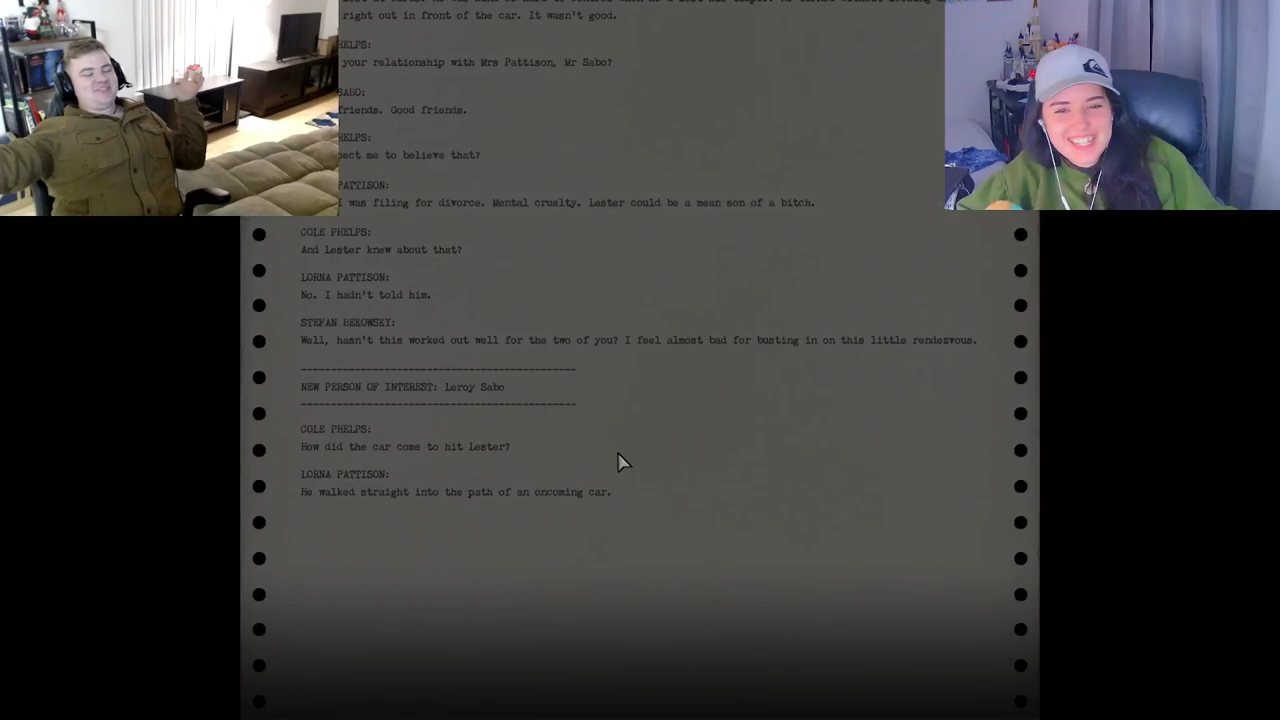 right out in front of the car. It wasn't good.
HELPS:
your relationship with Mrs Pattison, Mr Sabo?
SABO:
friends. Good friends.
HELPS:
pect me to believe that?
PATTISON:
I was filing for divorce. Mental cruelty. Lester could be a mean son of a bitch.
COLE PHELPS:
And Lester knew about that?
LORNA PATTISON:
No. I hadn't told him.
STEFAN BEKOWSKY:
Well, hasn't this worked out well for the two of you? I feel almost bad for busting in on this little rendezvous.
NEW PERSON OF INTEREST: Leroy Sabo
COLE PHELPS:
How did the car come to hit Lester?
LORNA PATTISON:
He walked straight into the path of an oncoming car.